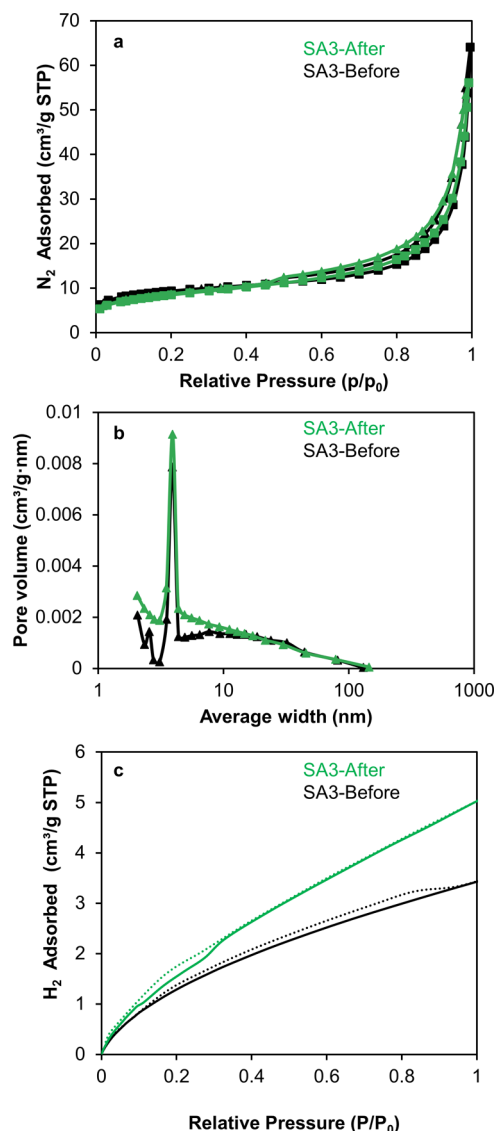 a
SA3-After
SA3-Before
70
60
50
40
30
20
10
0
N₂ Adsorbed (cm³/g STP)
0 0.2 0.4 0.6 0.8 1
Relative Pressure (p/p₀)
b
SA3-After
SA3-Before
0.01
0.008
0.006
0.004
0.002
0
Pore volume (cm³/g·nm)
1 10 100 1000
Average width (nm)
c
SA3-After
SA3-Before
6
5
4
3
2
1
0
H₂ Adsorbed (cm³/g STP)
0 0.2 0.4 0.6 0.8 1
Relative Pressure (P/P₀)